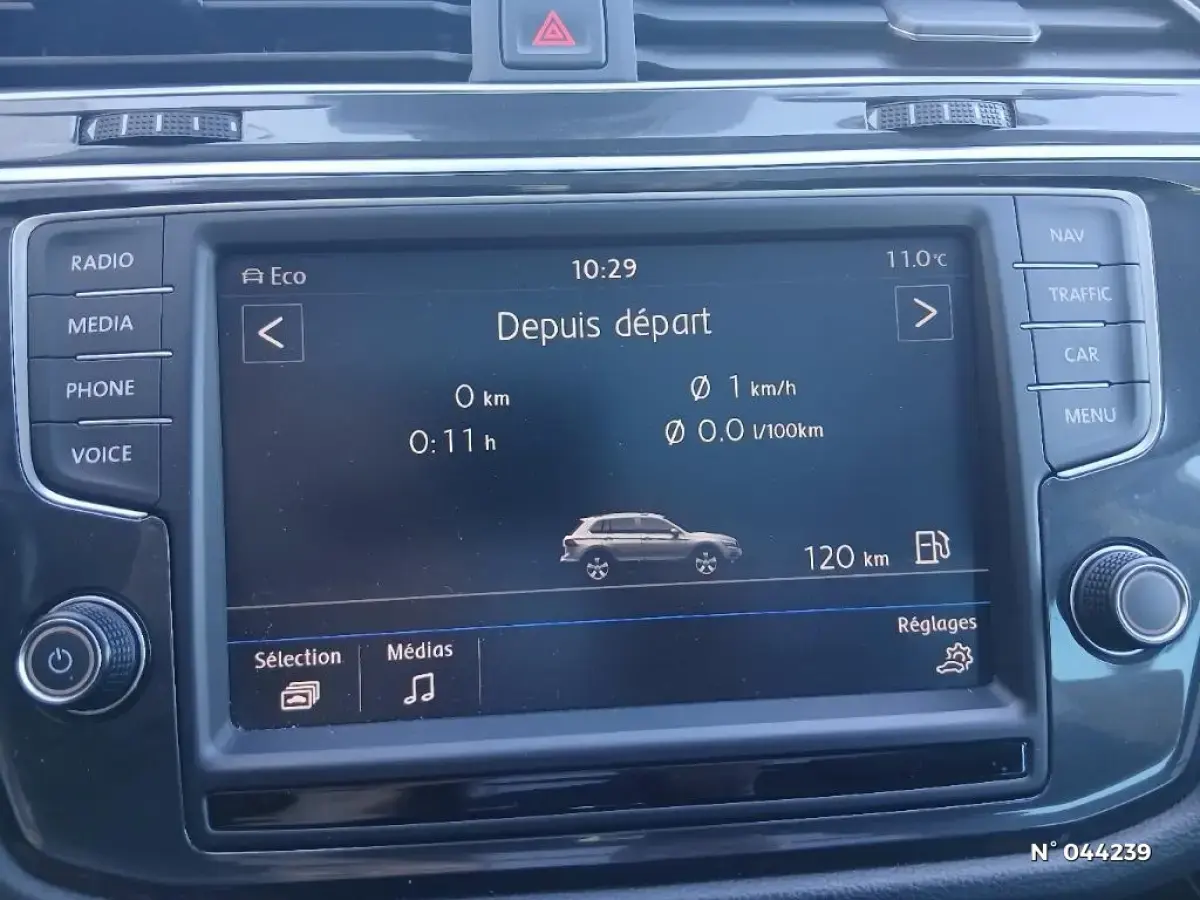 RADIO
MEDIA
PHONE
VOICE
Eco
10:29
11.0°C
<
Depuis départ
>
0 km
Ø 1 km/h
0:11 h
Ø 0.0 l/100km
120 km
Sélection
Médias
Réglages
NAV
TRAFFIC
CAR
MENU
N° 044239